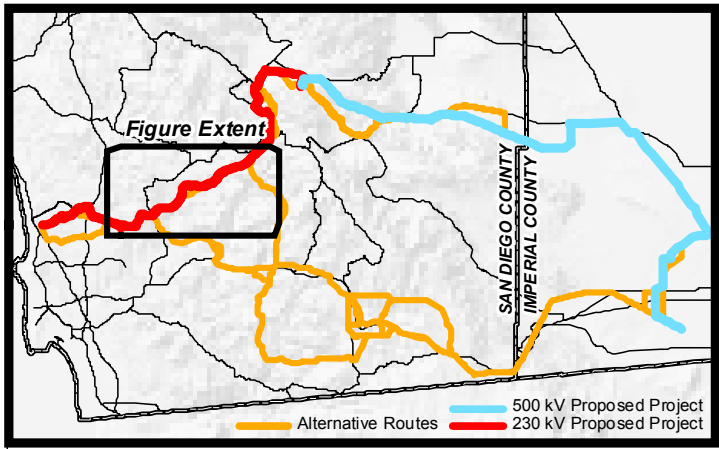 Figure Extent
SAN DIEGO COUNTY
IMPERIAL COUNTY
500 kV Proposed Project
Alternative Routes
230 kV Proposed Project